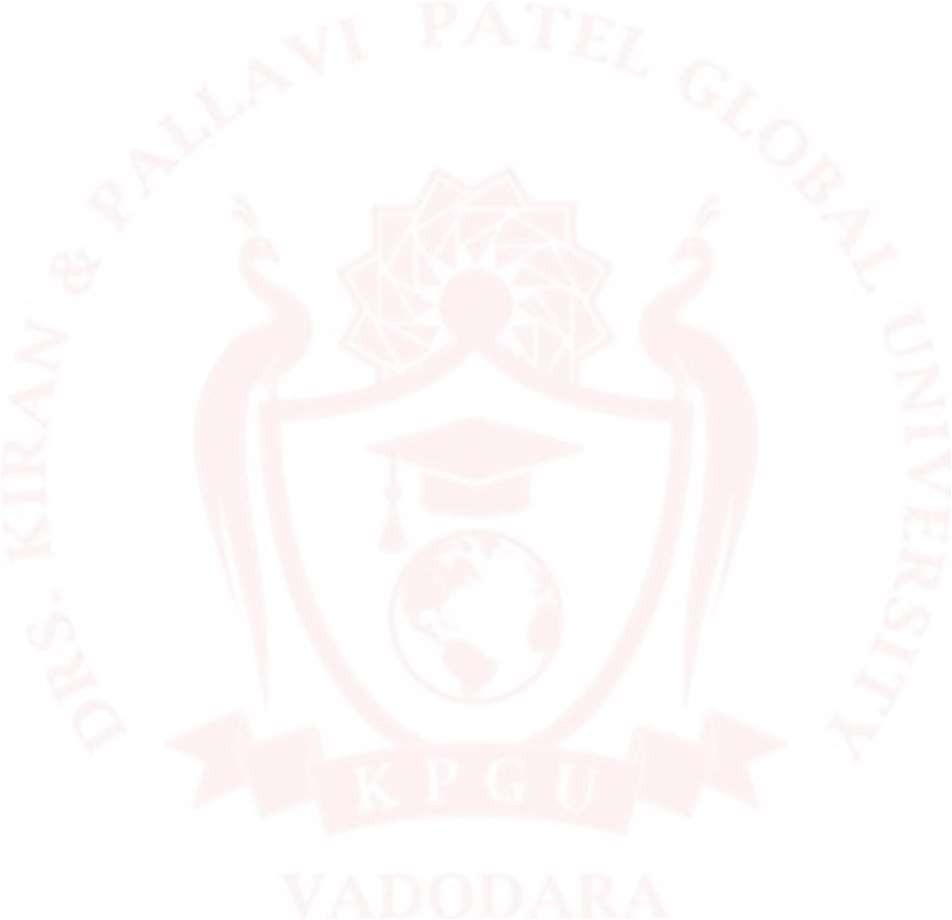 DRS. KIRAN & PALLAVI PATEL GLOBAL UNIVERSITY
KPGU
VADODARA